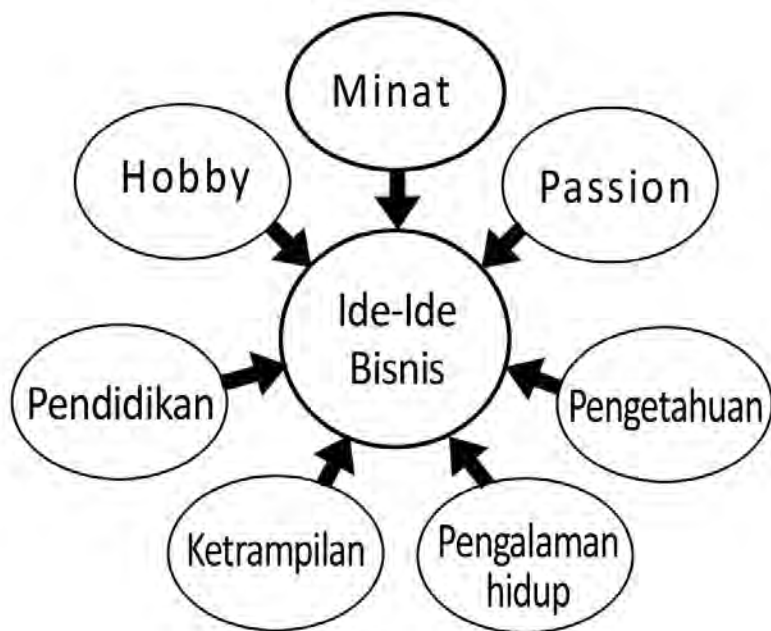 Minat
Hobby
Passion
Ide-Ide
Bisnis
Pendidikan
Pengetahuan
Ketrampilan
Pengalaman
hidup